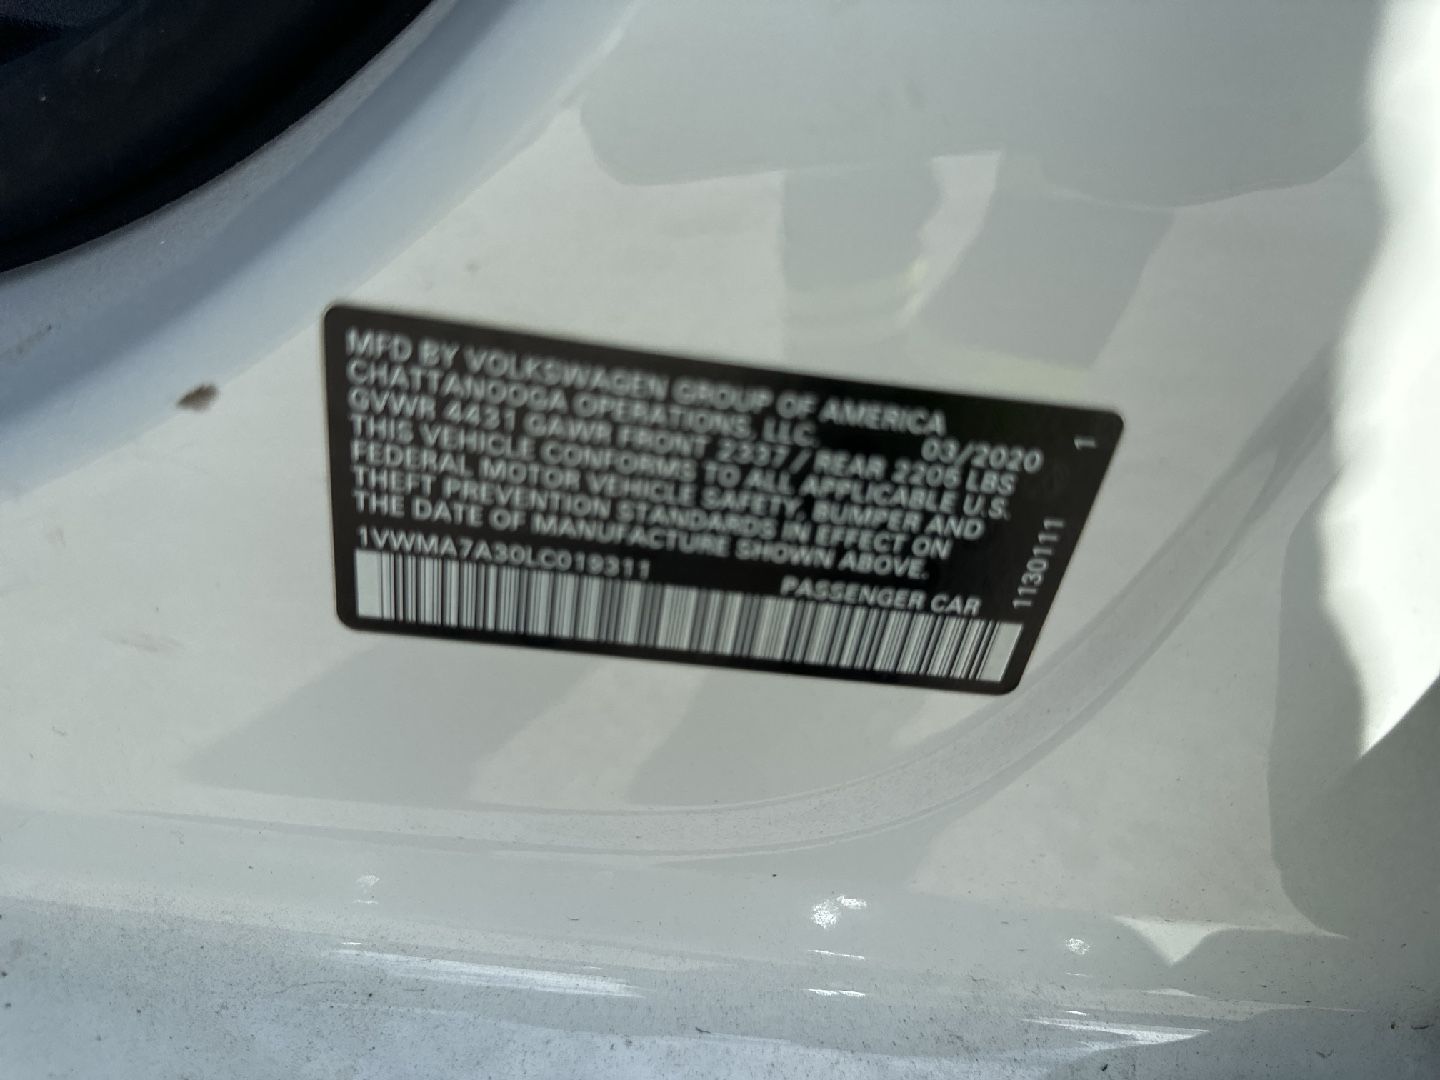 MFD BY VOLKSWAGEN GROUP OF AMERICA
CHATTANOOGA OPERATIONS, LLC 03/2020 1
GVWR 4431 GAWR FRONT 2337/ REAR 2205 LBS
THIS VEHICLE CONFORMS TO ALL APPLICABLE U.S.
FEDERAL MOTOR VEHICLE SAFETY, BUMPER AND
THEFT PREVENTION STANDARDS IN EFFECT ON
THE DATE OF MANUFACTURE SHOWN ABOVE.
1VWMA7A30LC019311
PASSENGER CAR
1130111